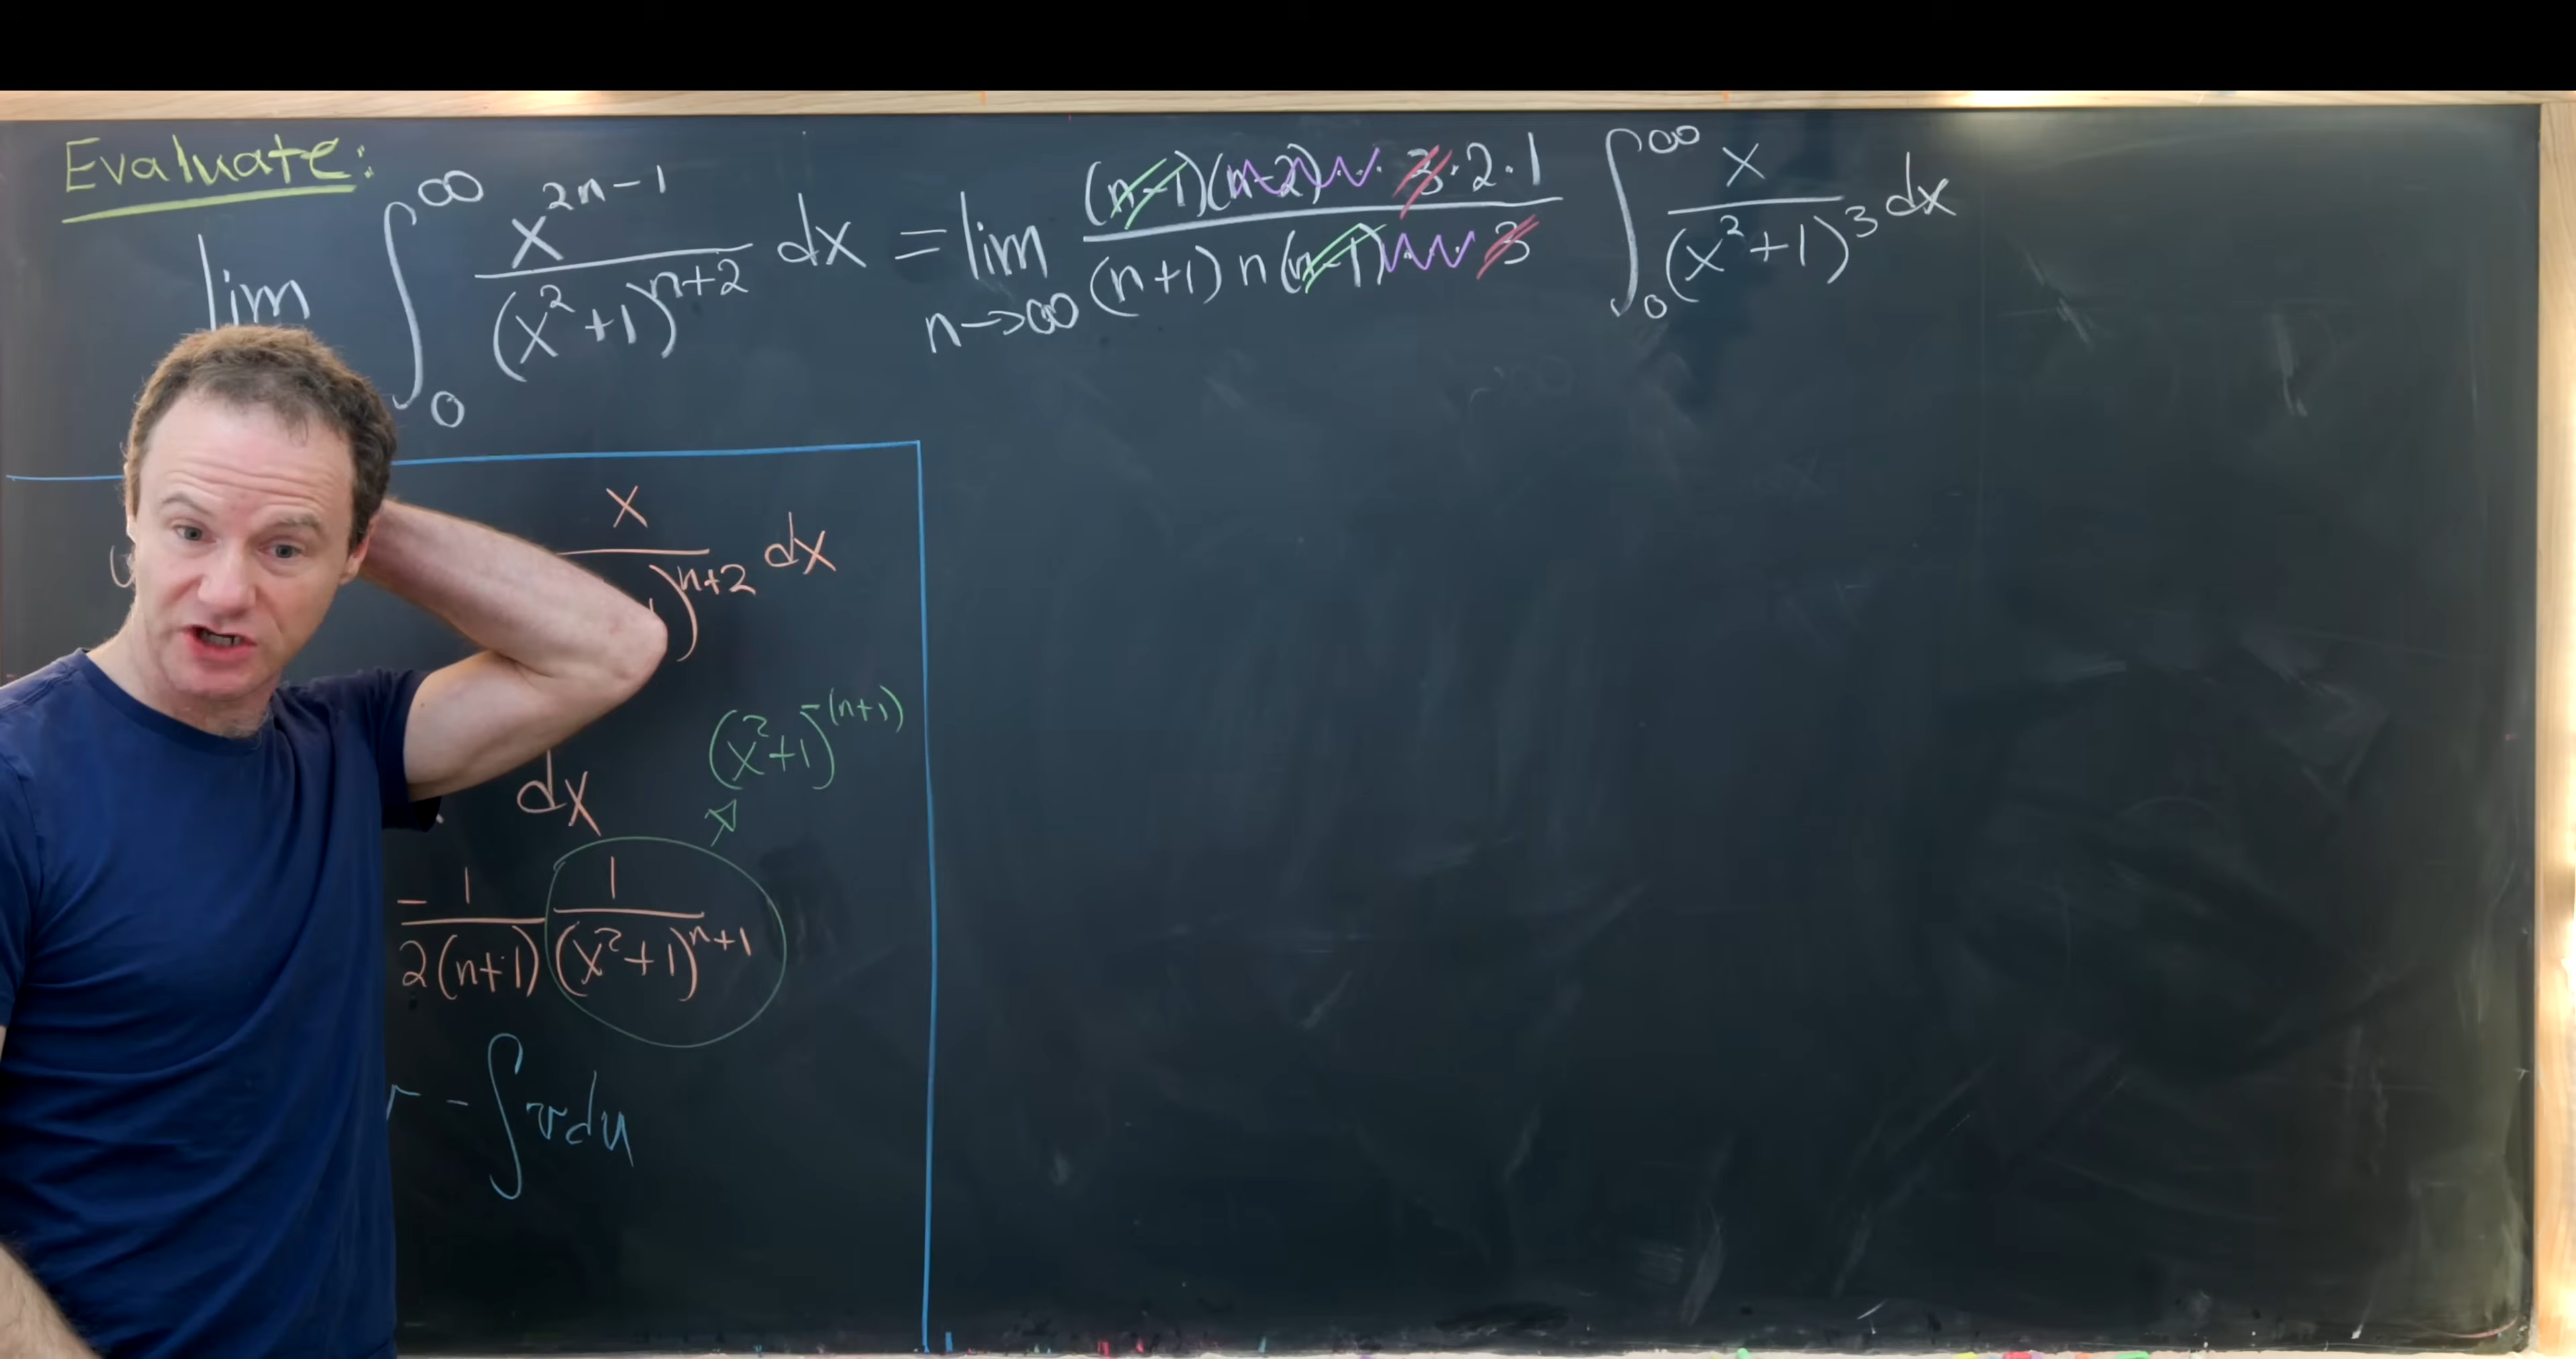 Evaluate:
lim ∫₀^∞ x^{2n-1} / (x²+1)^{n+2} dx = lim_{n→∞} (n-1)(n-2)... 3·2·1 / (n+1) n (n-1) ... 3 ∫₀^∞ x / (x²+1)³ dx
x / )^{n+2} dx
(x²+1)^{-(n+1)}
dx
- 1 / 2(n+1) 1 / (x²+1)^{n+1}
- ∫ v du